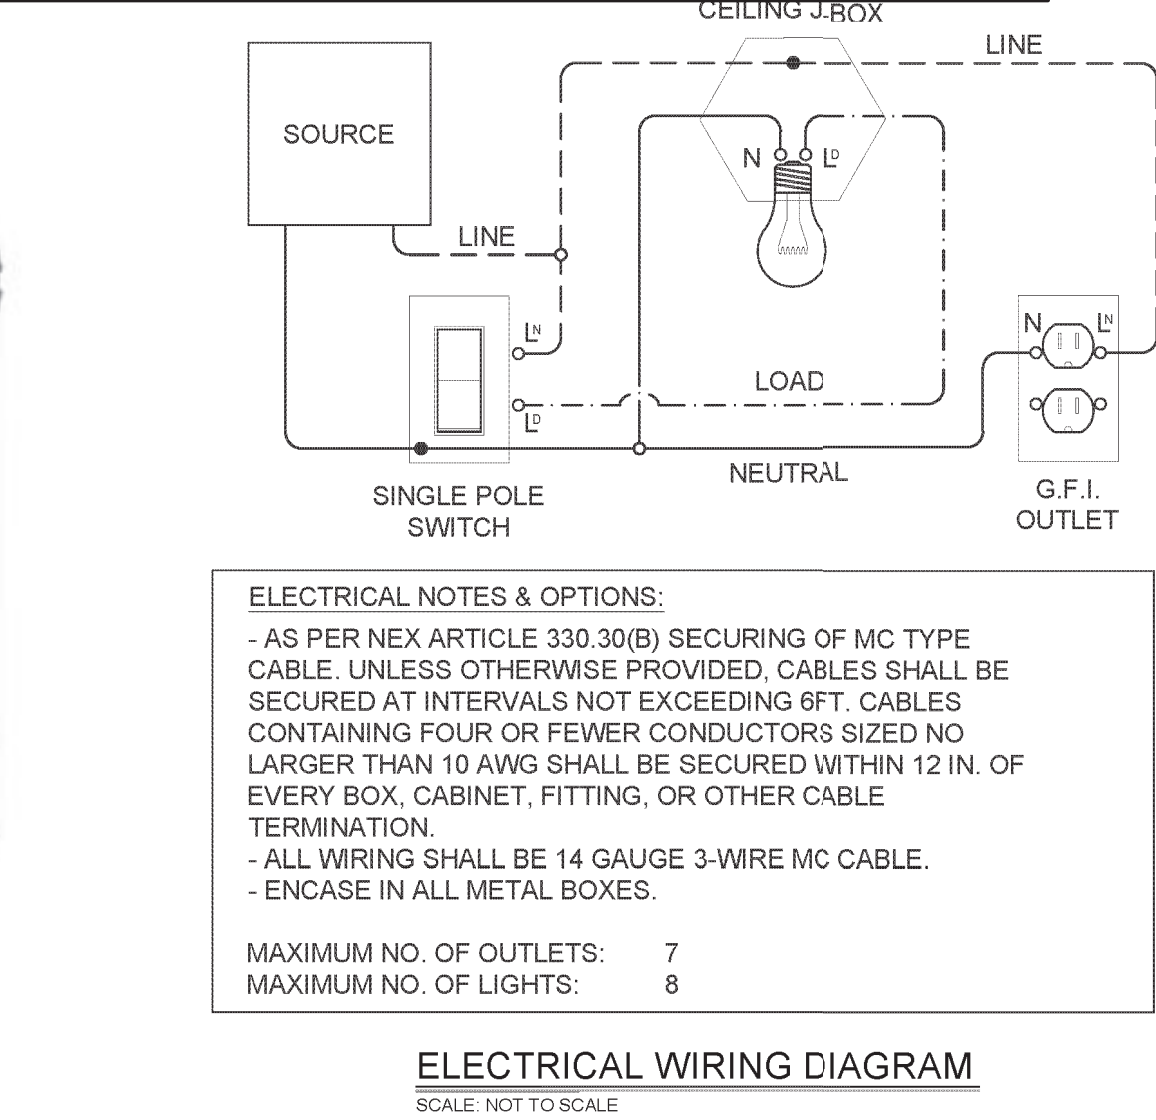 CEILING J-BOX
LINE
SOURCE
N
LD
LINE
LN
N
LN
LOAD
LD
NEUTRAL
SINGLE POLE
SWITCH
G.F.I.
OUTLET
ELECTRICAL NOTES & OPTIONS:
- AS PER NEX ARTICLE 330.30(B) SECURING OF MC TYPE
CABLE. UNLESS OTHERWISE PROVIDED, CABLES SHALL BE
SECURED AT INTERVALS NOT EXCEEDING 6FT. CABLES
CONTAINING FOUR OR FEWER CONDUCTORS SIZED NO
LARGER THAN 10 AWG SHALL BE SECURED WITHIN 12 IN. OF
EVERY BOX, CABINET, FITTING, OR OTHER CABLE
TERMINATION.
- ALL WIRING SHALL BE 14 GAUGE 3-WIRE MC CABLE.
- ENCASE IN ALL METAL BOXES.
MAXIMUM NO. OF OUTLETS: 7
MAXIMUM NO. OF LIGHTS: 8
ELECTRICAL WIRING DIAGRAM
SCALE: NOT TO SCALE